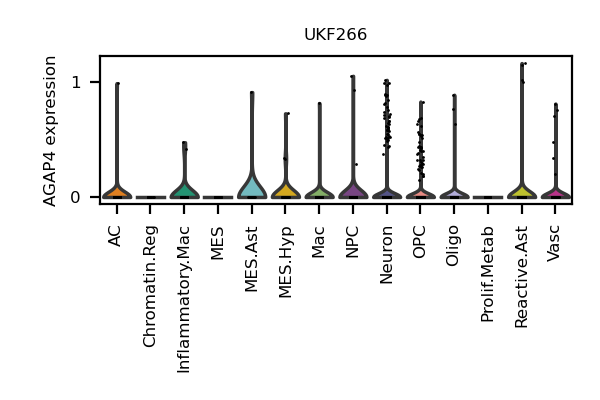 UKF266
AGAP4 expression
1
0
AC
Chromatin.Reg
Inflammatory.Mac
MES
MES.Ast
MES.Hyp
Mac
NPC
Neuron
OPC
Oligo
Prolif.Metab
Reactive.Ast
Vasc